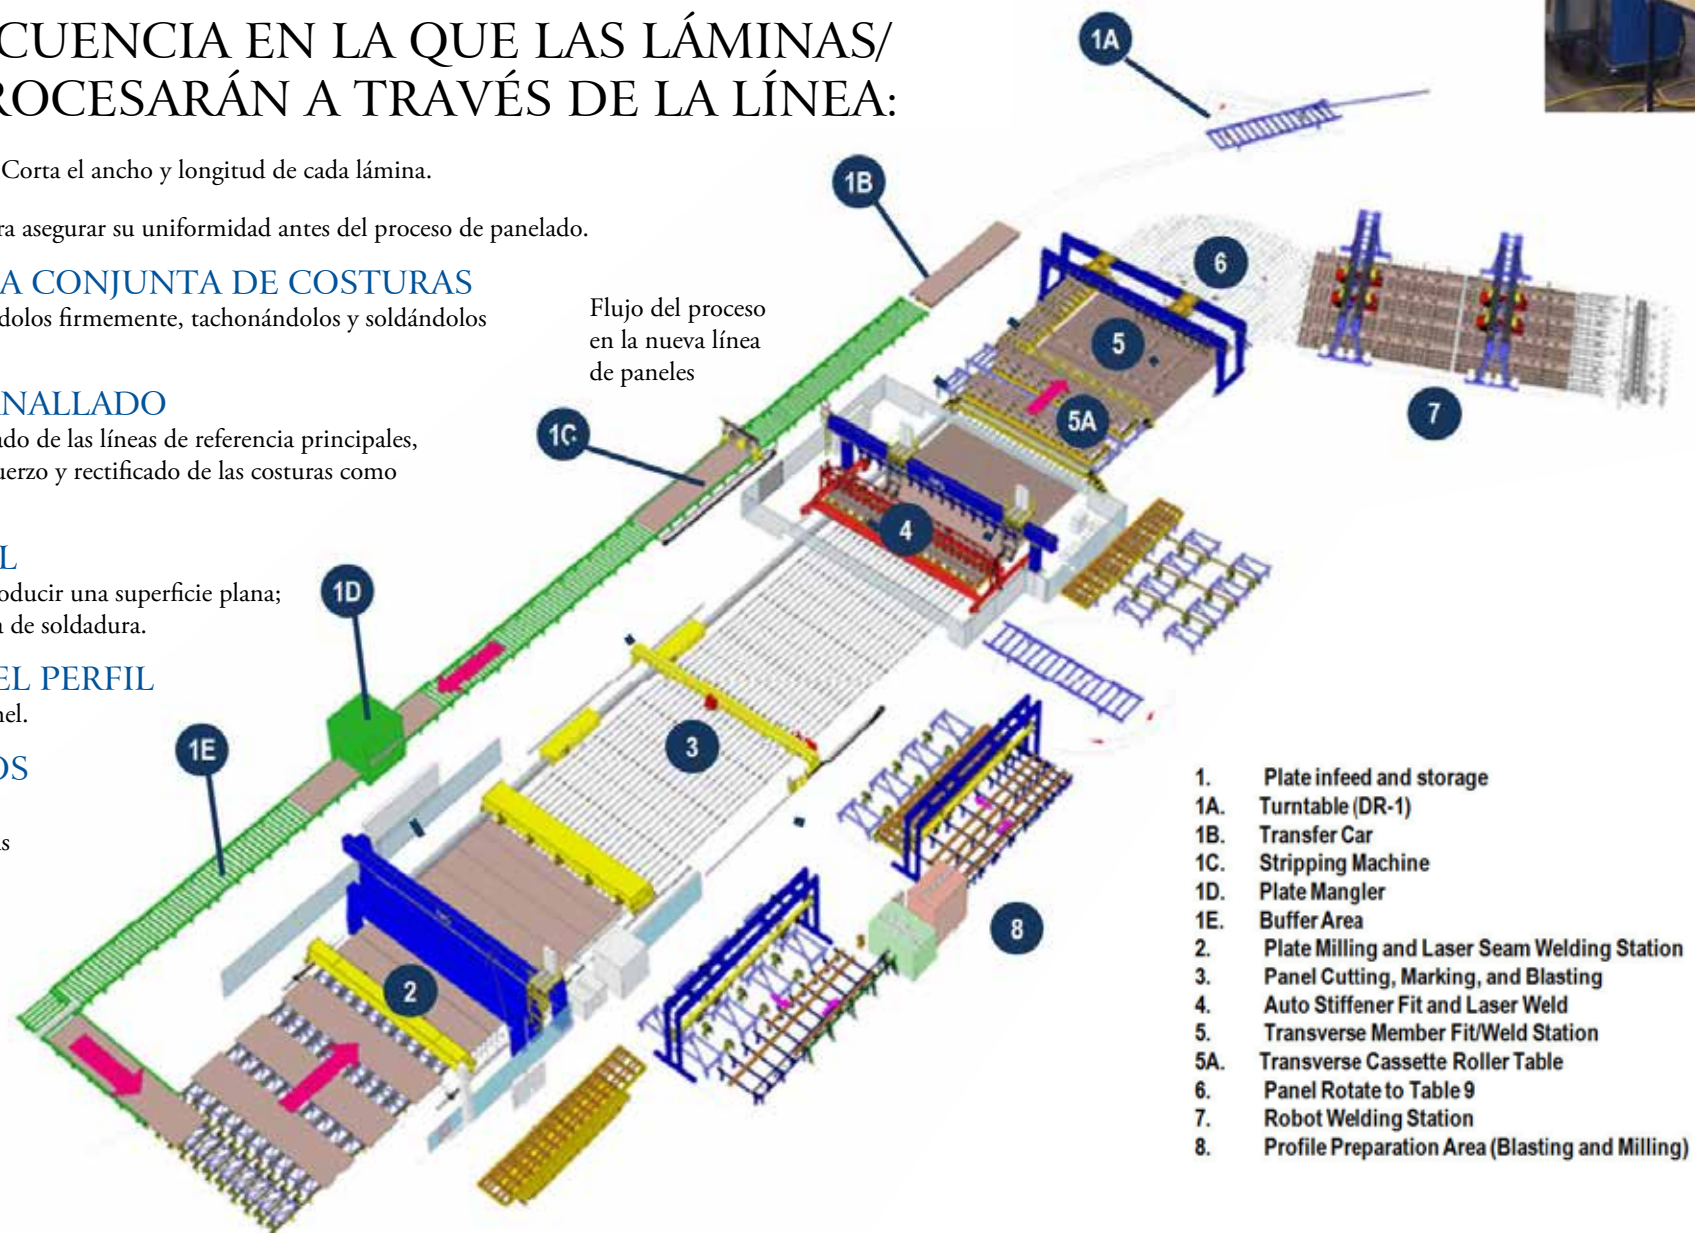 CUENCIA EN LA QUE LAS LÁMINAS/
ROCESARÁN A TRAVÉS DE LA LÍNEA:
Corta el ancho y longitud de cada lámina.
ra asegurar su uniformidad antes del proceso de panelado.
A CONJUNTA DE COSTURAS
dolos firmemente, tachonándolos y soldándolos
ANALLADO
ado de las líneas de referencia principales,
uerzo y rectificado de las costuras como
L
oducir una superficie plana;
a de soldadura.
EL PERFIL
nel.
OS
as
Flujo del proceso
en la nueva línea
de paneles
1A
1B
1C
1D
1E
2
3
4
5
5A
6
7
8
1. Plate infeed and storage
1A. Turntable (DR-1)
1B. Transfer Car
1C. Stripping Machine
1D. Plate Mangler
1E. Buffer Area
2. Plate Milling and Laser Seam Welding Station
3. Panel Cutting, Marking, and Blasting
4. Auto Stiffener Fit and Laser Weld
5. Transverse Member Fit/Weld Station
5A. Transverse Cassette Roller Table
6. Panel Rotate to Table 9
7. Robot Welding Station
8. Profile Preparation Area (Blasting and Milling)